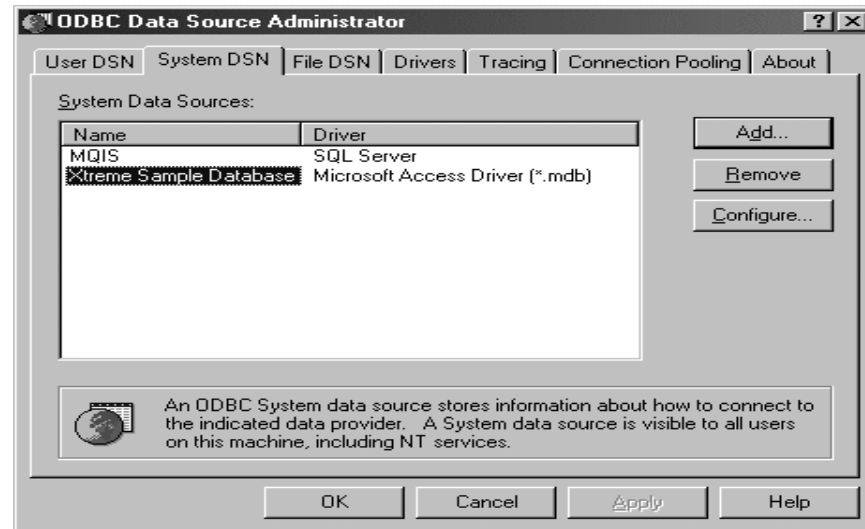 ODBC Data Source Administrator ? ×
User DSN System DSN File DSN Drivers Tracing Connection Pooling About
System Data Sources:
Name Driver
MQIS SQL Server
Xtreme Sample Database Microsoft Access Driver (*.mdb)
Add...
Remove
Configure...
An ODBC System data source stores information about how to connect to
the indicated data provider. A System data source is visible to all users
on this machine, including NT services.
OK Cancel Apply Help